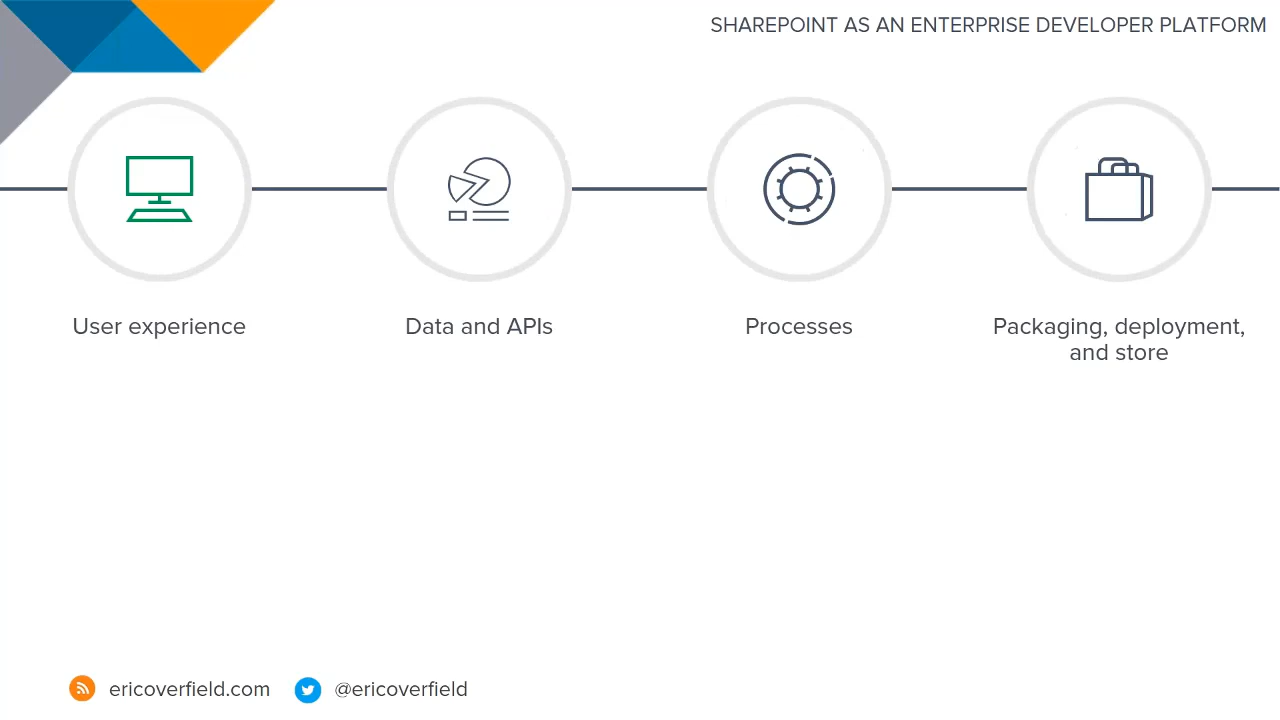 SHAREPOINT AS AN ENTERPRISE DEVELOPER PLATFORM
User experience
Data and APIs
Processes
Packaging, deployment,
and store
ericoverfield.com
@ericoverfield